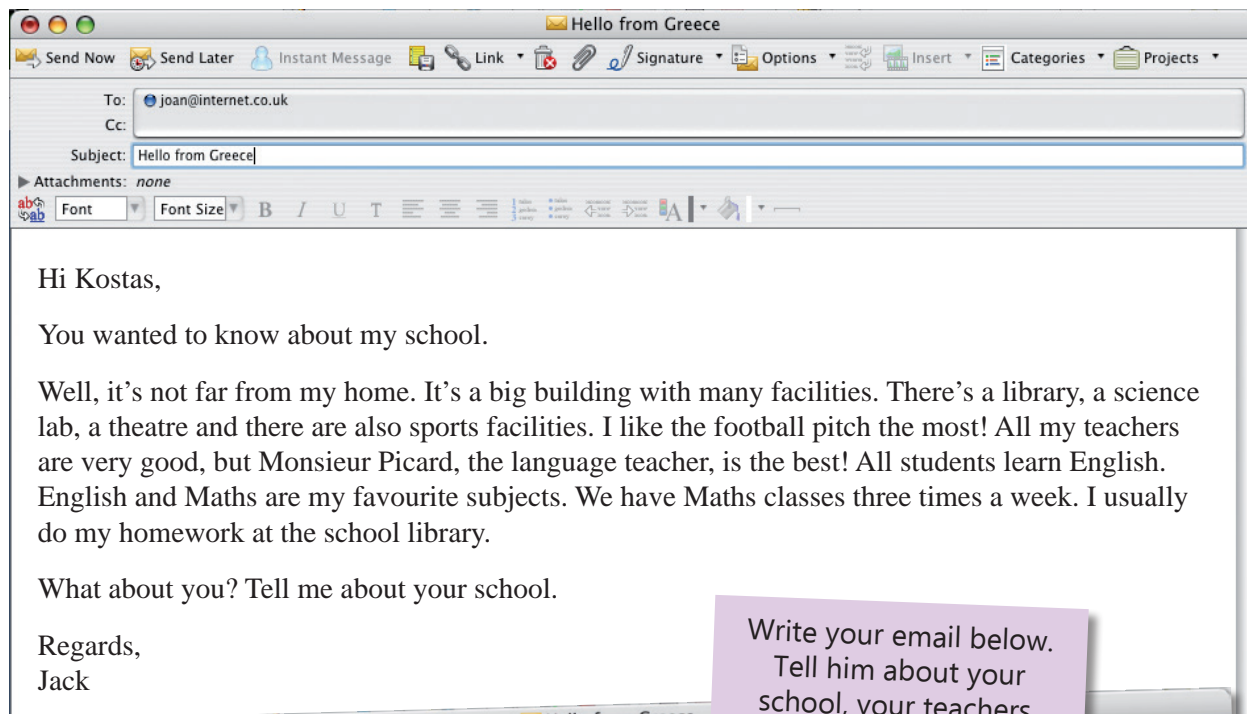 Hello from Greece
Send Now Send Later Instant Message Link Signature Options Insert Categories Projects
To: joan@internet.co.uk
Cc:
Subject: Hello from Greece
Attachments: none
Font Font Size B I U T
Hi Kostas,
You wanted to know about my school.
Well, it’s not far from my home. It’s a big building with many facilities. There’s a library, a science
lab, a theatre and there are also sports facilities. I like the football pitch the most! All my teachers
are very good, but Monsieur Picard, the language teacher, is the best! All students learn English.
English and Maths are my favourite subjects. We have Maths classes three times a week. I usually
do my homework at the school library.
What about you? Tell me about your school.
Regards,
Jack
Write your email below.
Tell him about your
school, your teachers